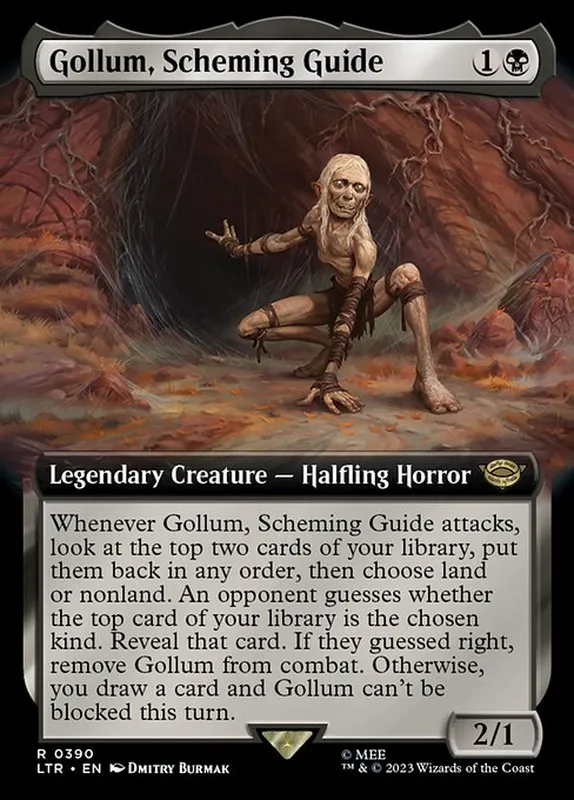 Gollum, Scheming Guide 1
Legendary Creature — Halfling Horror
Whenever Gollum, Scheming Guide attacks,
look at the top two cards of your library, put
them back in any order, then choose land
or nonland. An opponent guesses whether
the top card of your library is the chosen
kind. Reveal that card. If they guessed right,
remove Gollum from combat. Otherwise,
you draw a card and Gollum can't be
blocked this turn.
2/1
R 0390
LTR • EN Dmitry Burmak
© MEE
™ & © 2023 Wizards of the Coast